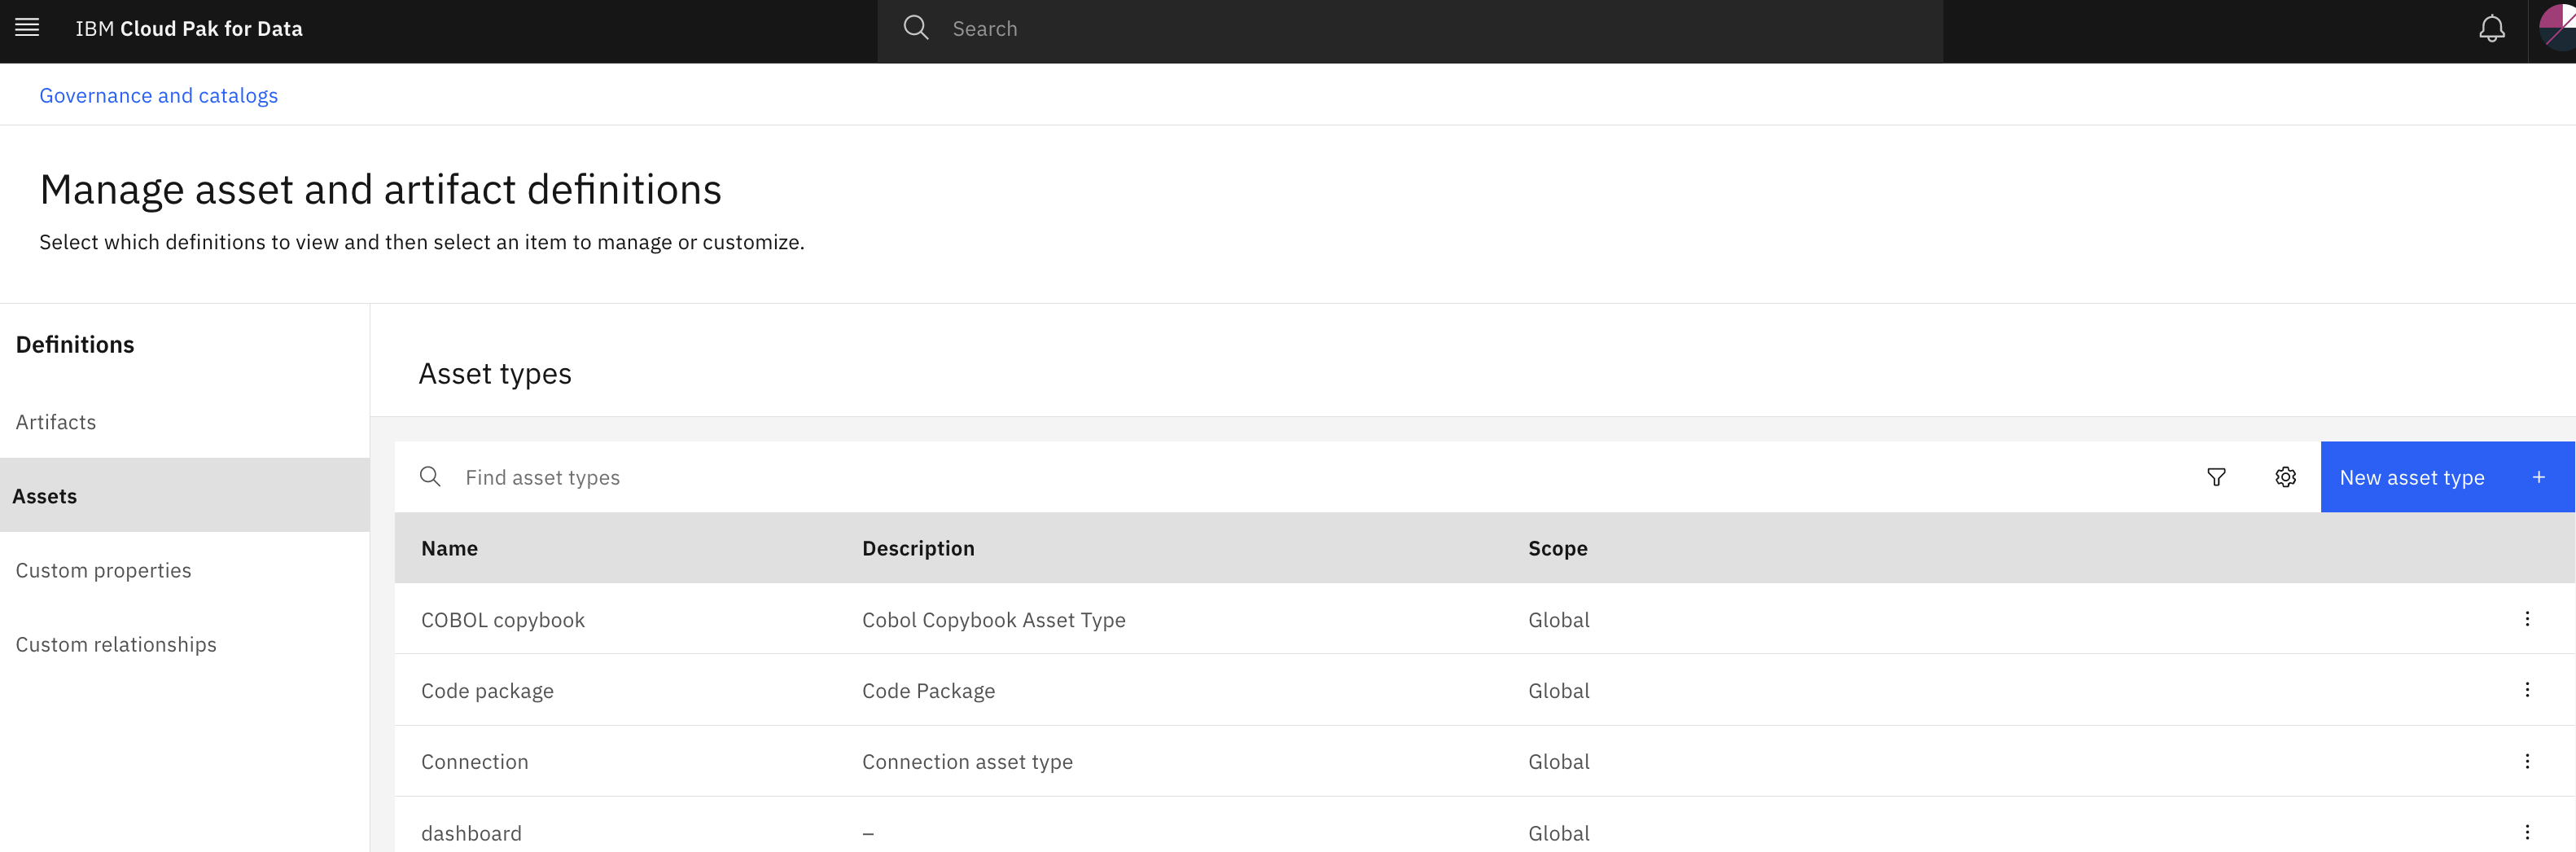 IBM Cloud Pak for Data
Search
Governance and catalogs
Manage asset and artifact definitions
Select which definitions to view and then select an item to manage or customize.
Definitions
Artifacts
Assets
Custom properties
Custom relationships
Asset types
Find asset types
New asset type +
Name Description Scope
COBOL copybook Cobol Copybook Asset Type Global
Code package Code Package Global
Connection Connection asset type Global
dashboard – Global